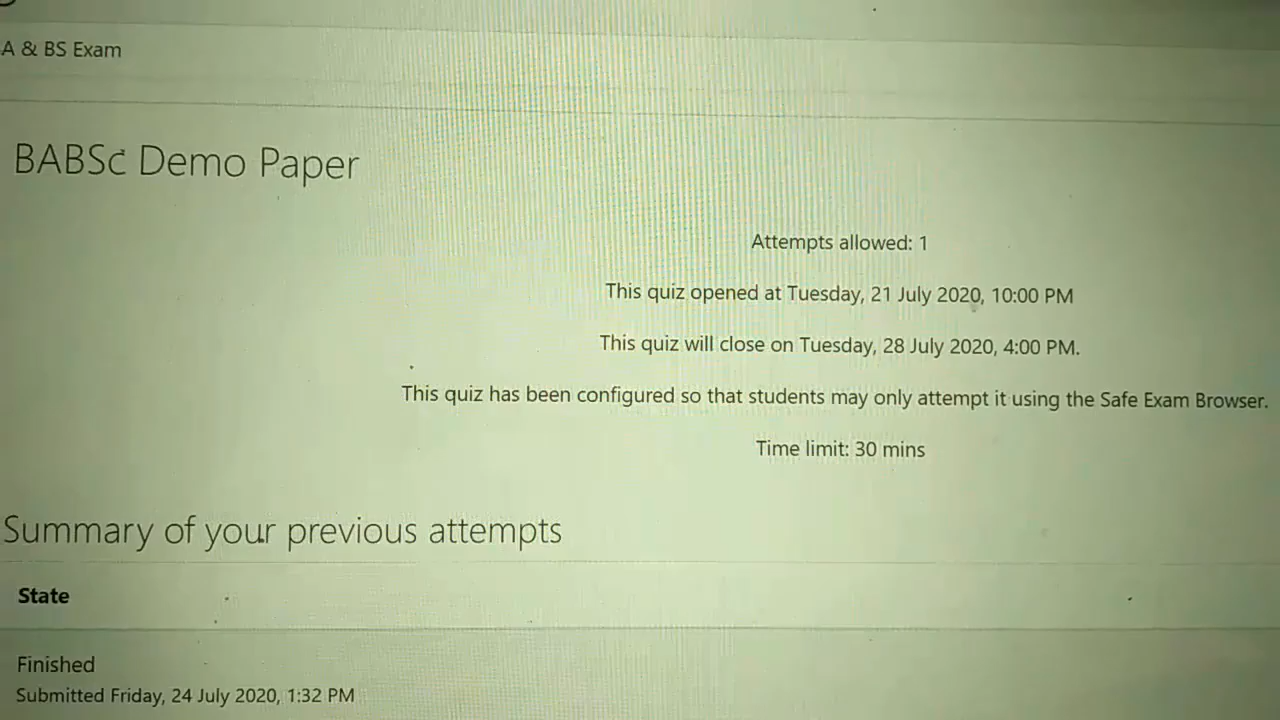 A & BS Exam
BABSc Demo Paper
Attempts allowed: 1
This quiz opened at Tuesday, 21 July 2020, 10:00 PM
This quiz will close on Tuesday, 28 July 2020, 4:00 PM.
This quiz has been configured so that students may only attempt it using the Safe Exam Browser.
Time limit: 30 mins
Summary of your previous attempts
State
Finished
Submitted Friday, 24 July 2020, 1:32 PM